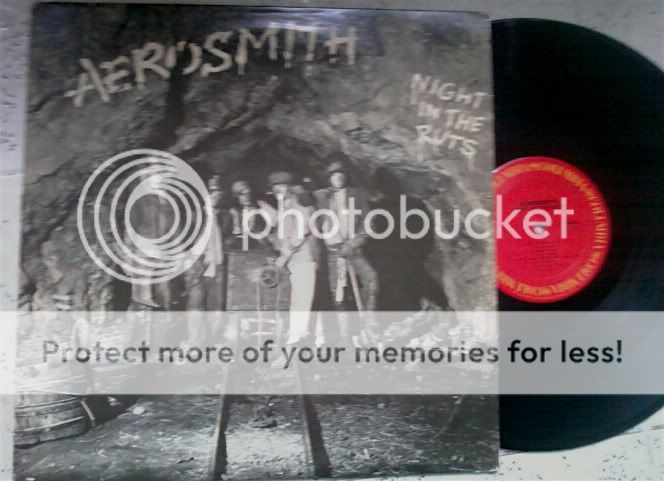 AEROSMITH
NIGHT
IN THE
RUTS
photobucket
Protect more of your memories for less!